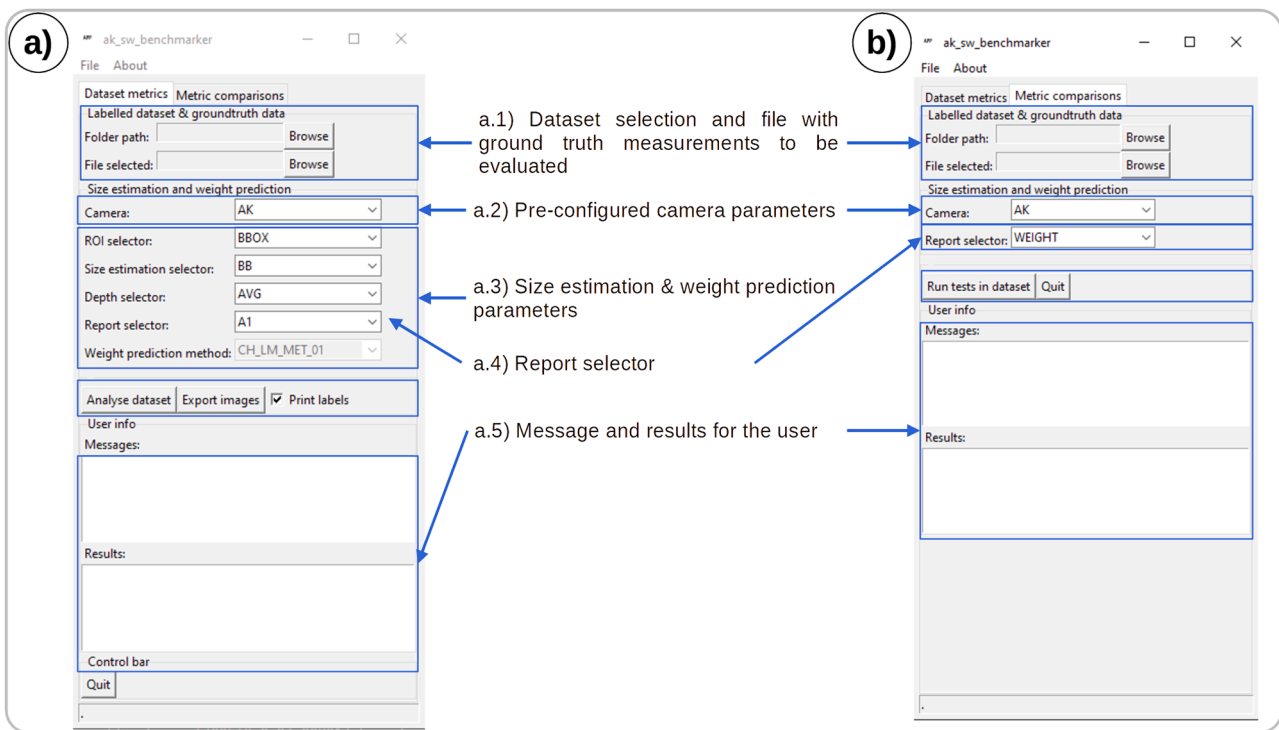 a)
ak_sw_benchmarker
File About
Dataset metrics Metric comparisons
Labelled dataset & groundtruth data
Folder path: Browse
File selected: Browse
Size estimation and weight prediction
Camera: AK
ROI selector: BBOX
Size estimation selector: BB
Depth selector: AVG
Report selector: A1
Weight prediction method: CH_LM_MET_01
Analyse dataset Export images Print labels
User info
Messages:
Results:
Control bar
Quit
.
a.1) Dataset selection and file with
ground truth measurements to be
evaluated
a.2) Pre-configured camera parameters
a.3) Size estimation & weight prediction
parameters
a.4) Report selector
a.5) Message and results for the user
b)
ak_sw_benchmarker
File About
Dataset metrics Metric comparisons
Labelled dataset & groundtruth data
Folder path: Browse
File selected: Browse
Size estimation and weight prediction
Camera: AK
Report selector: WEIGHT
Run tests in dataset Quit
User info
Messages:
Results:
.